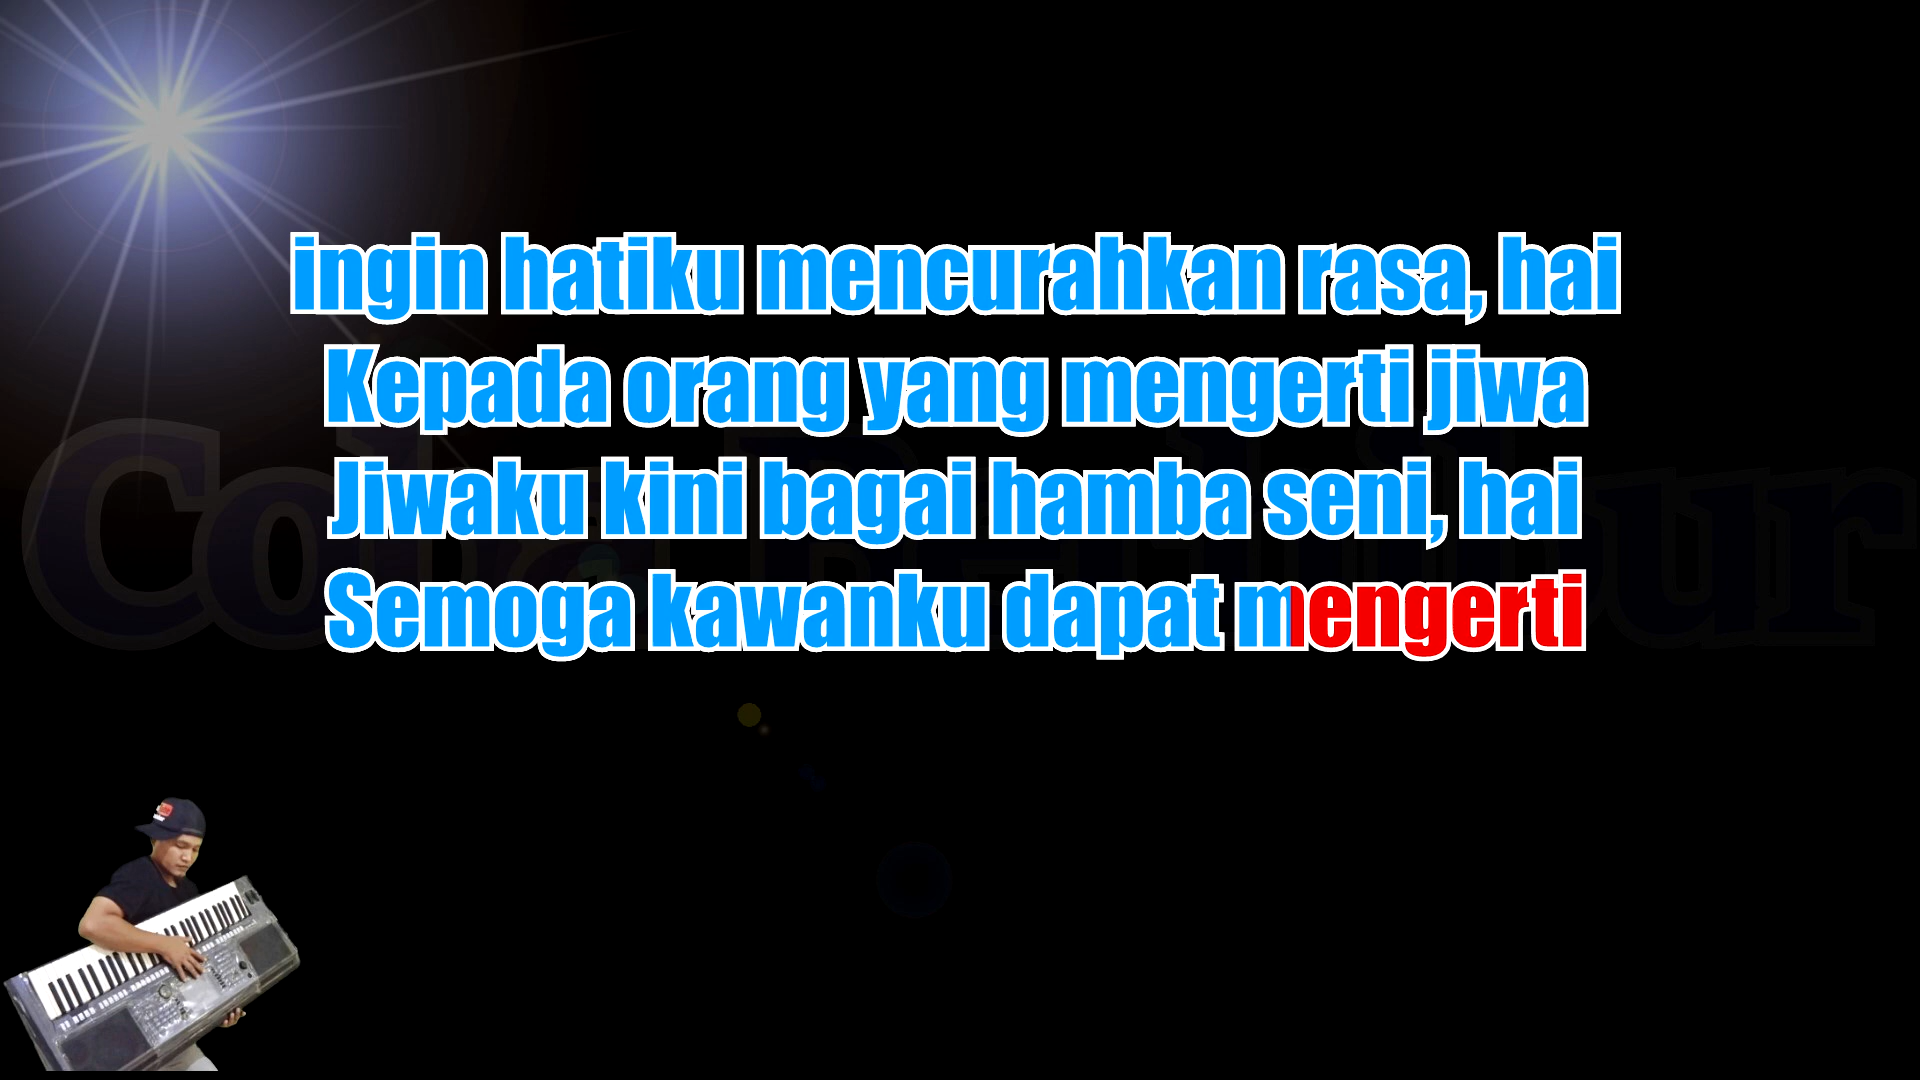 ingin hatiku mencurahkan rasa, hai
Kepada orang yang mengerti jiwa
Jiwaku kini bagai hamba seni, hai
Semoga kawanku dapat mengerti